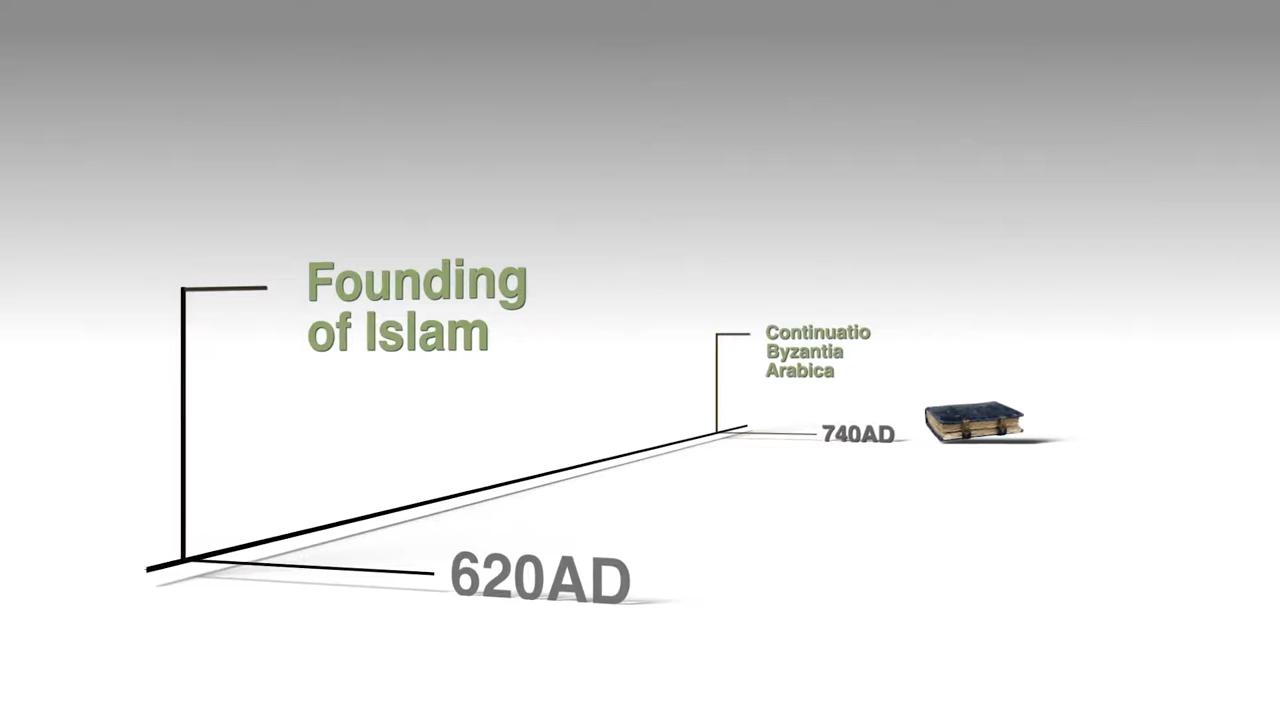 Founding
of Islam
620AD
Continuatio
Byzantia
Arabica
740AD